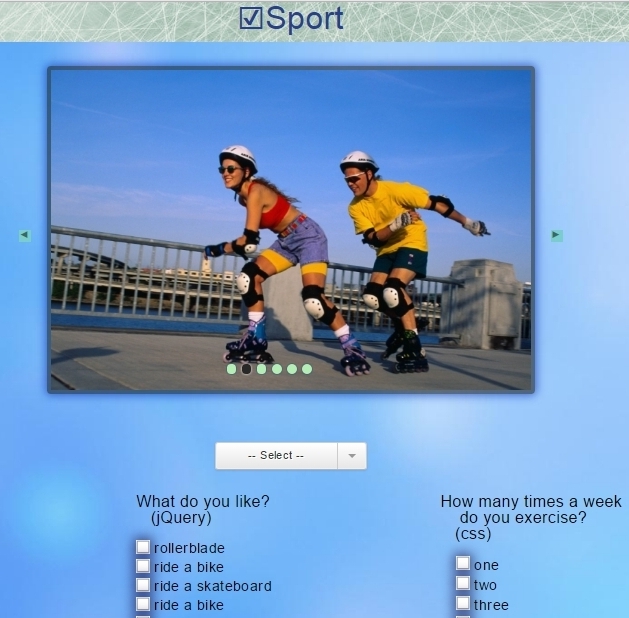 ☑Sport
-- Select --
What do you like?
(jQuery)
rollerblade
ride a bike
ride a skateboard
ride a bike
How many times a week
do you exercise?
(css)
one
two
three